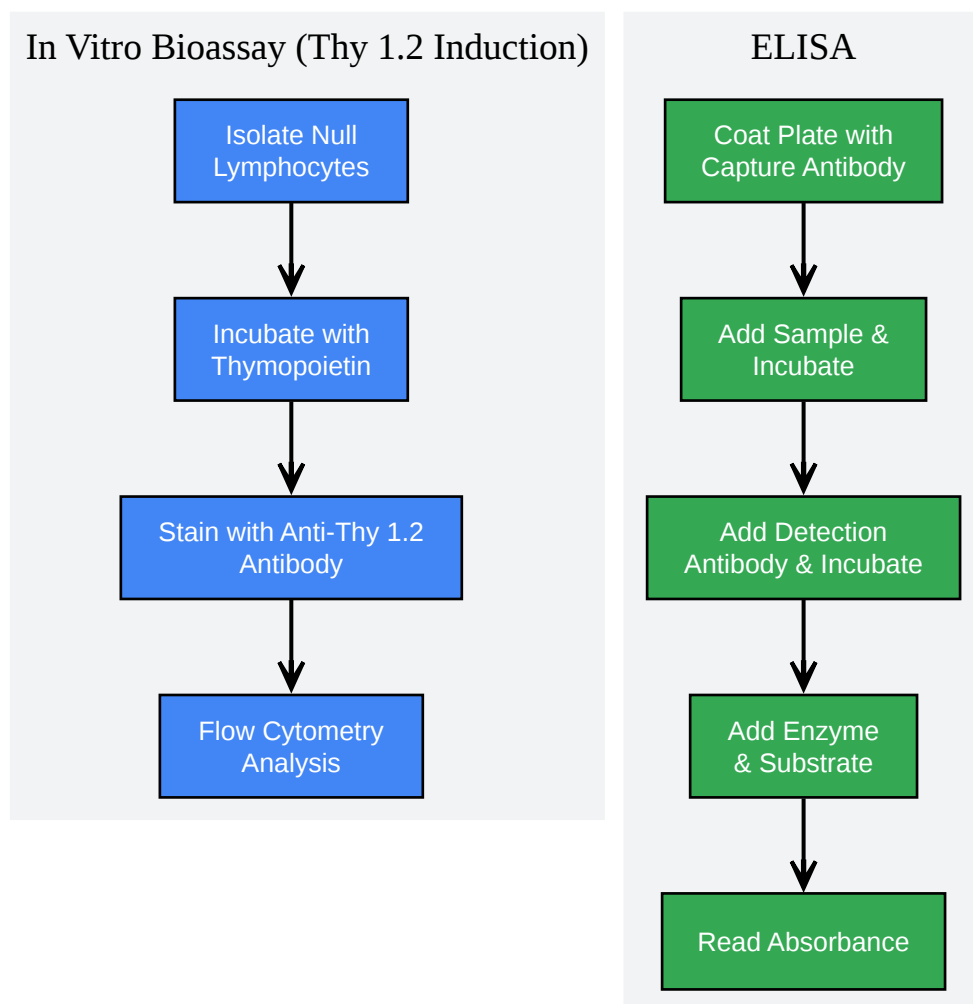 In Vitro Bioassay (Thy 1.2 Induction)
Isolate Null
Lymphocytes
Incubate with
Thymopoietin
Stain with Anti-Thy 1.2
Antibody
Flow Cytometry
Analysis
ELISA
Coat Plate with
Capture Antibody
Add Sample &
Incubate
Add Detection
Antibody & Incubate
Add Enzyme
& Substrate
Read Absorbance